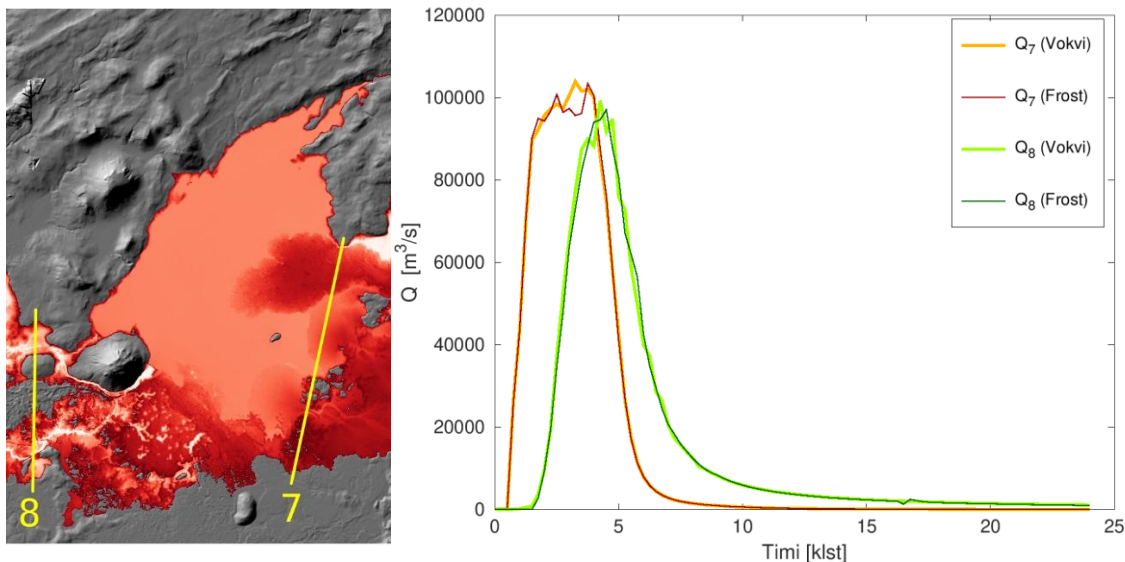 8
7
120000
100000
80000
60000
40000
20000
0
Q [m³/s]
0 5 10 15 20 25
Timi [klst]
Q₇ (Vokvi)
Q₇ (Frost)
Q₈ (Vokvi)
Q₈ (Frost)